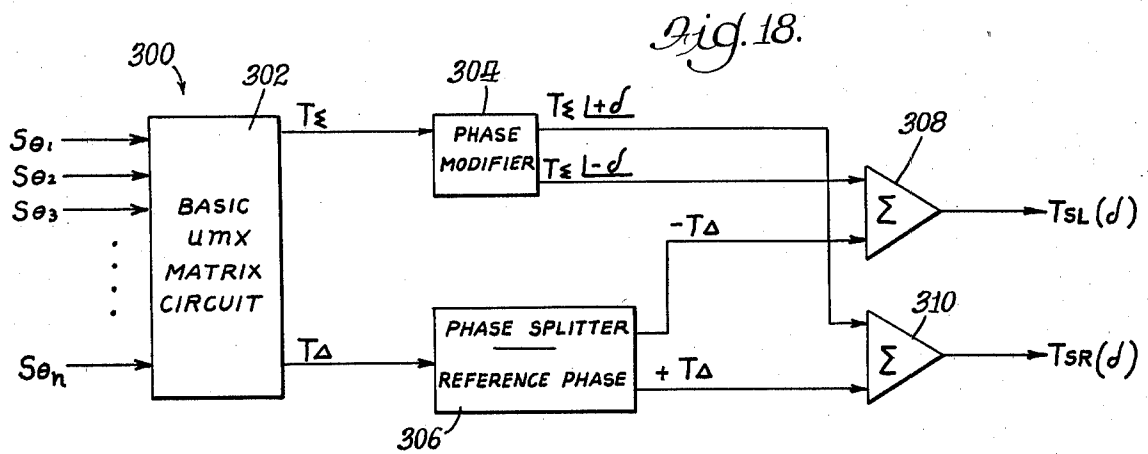 Fig. 18.
300
302
304
TΣ
TΣ∠+δ
308
Sθ1
PHASE
MODIFIER
TΣ∠-δ
Sθ2
Sθ3
BASIC
UMX
MATRIX
CIRCUIT
Σ
TSL(δ)
-TΔ
310
PHASE SPLITTER
REFERENCE PHASE
TΔ
+TΔ
Σ
TSR(δ)
Sθn
306